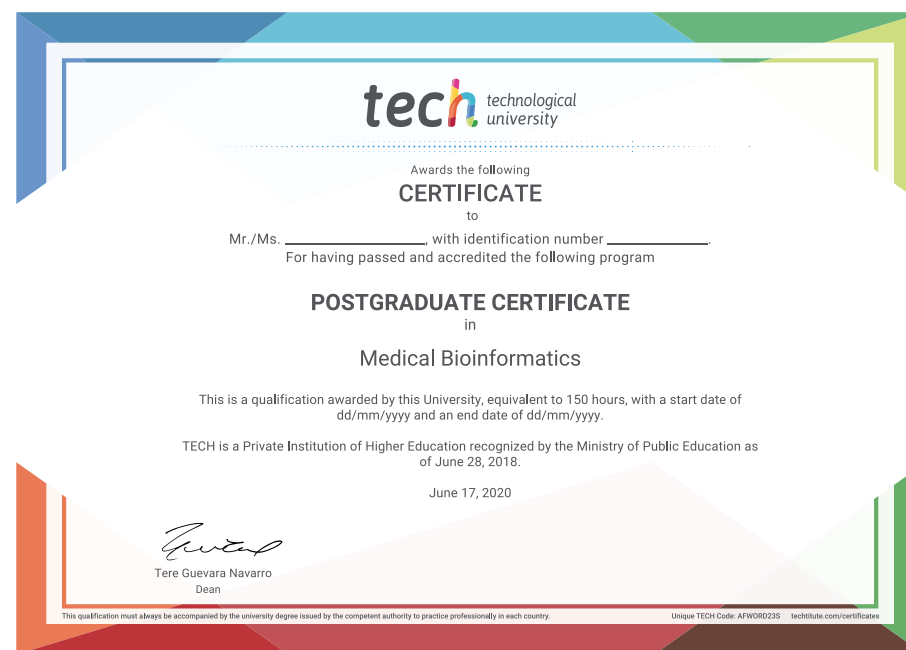 tech technological
university
Awards the following
CERTIFICATE
to
Mr./Ms. ____________, with identification number ____________.
For having passed and accredited the following program
POSTGRADUATE CERTIFICATE
in
Medical Bioinformatics
This is a qualification awarded by this University, equivalent to 150 hours, with a start date of
dd/mm/yyyy and an end date of dd/mm/yyyy.
TECH is a Private Institution of Higher Education recognized by the Ministry of Public Education as
of June 28, 2018.
June 17, 2020
Tere Guevara Navarro
Dean
This qualification must always be accompanied by the university degree issued by the competent authority to practice professionally in each country. Unique TECH Code: AFWORD23S techtitute.com/certificates